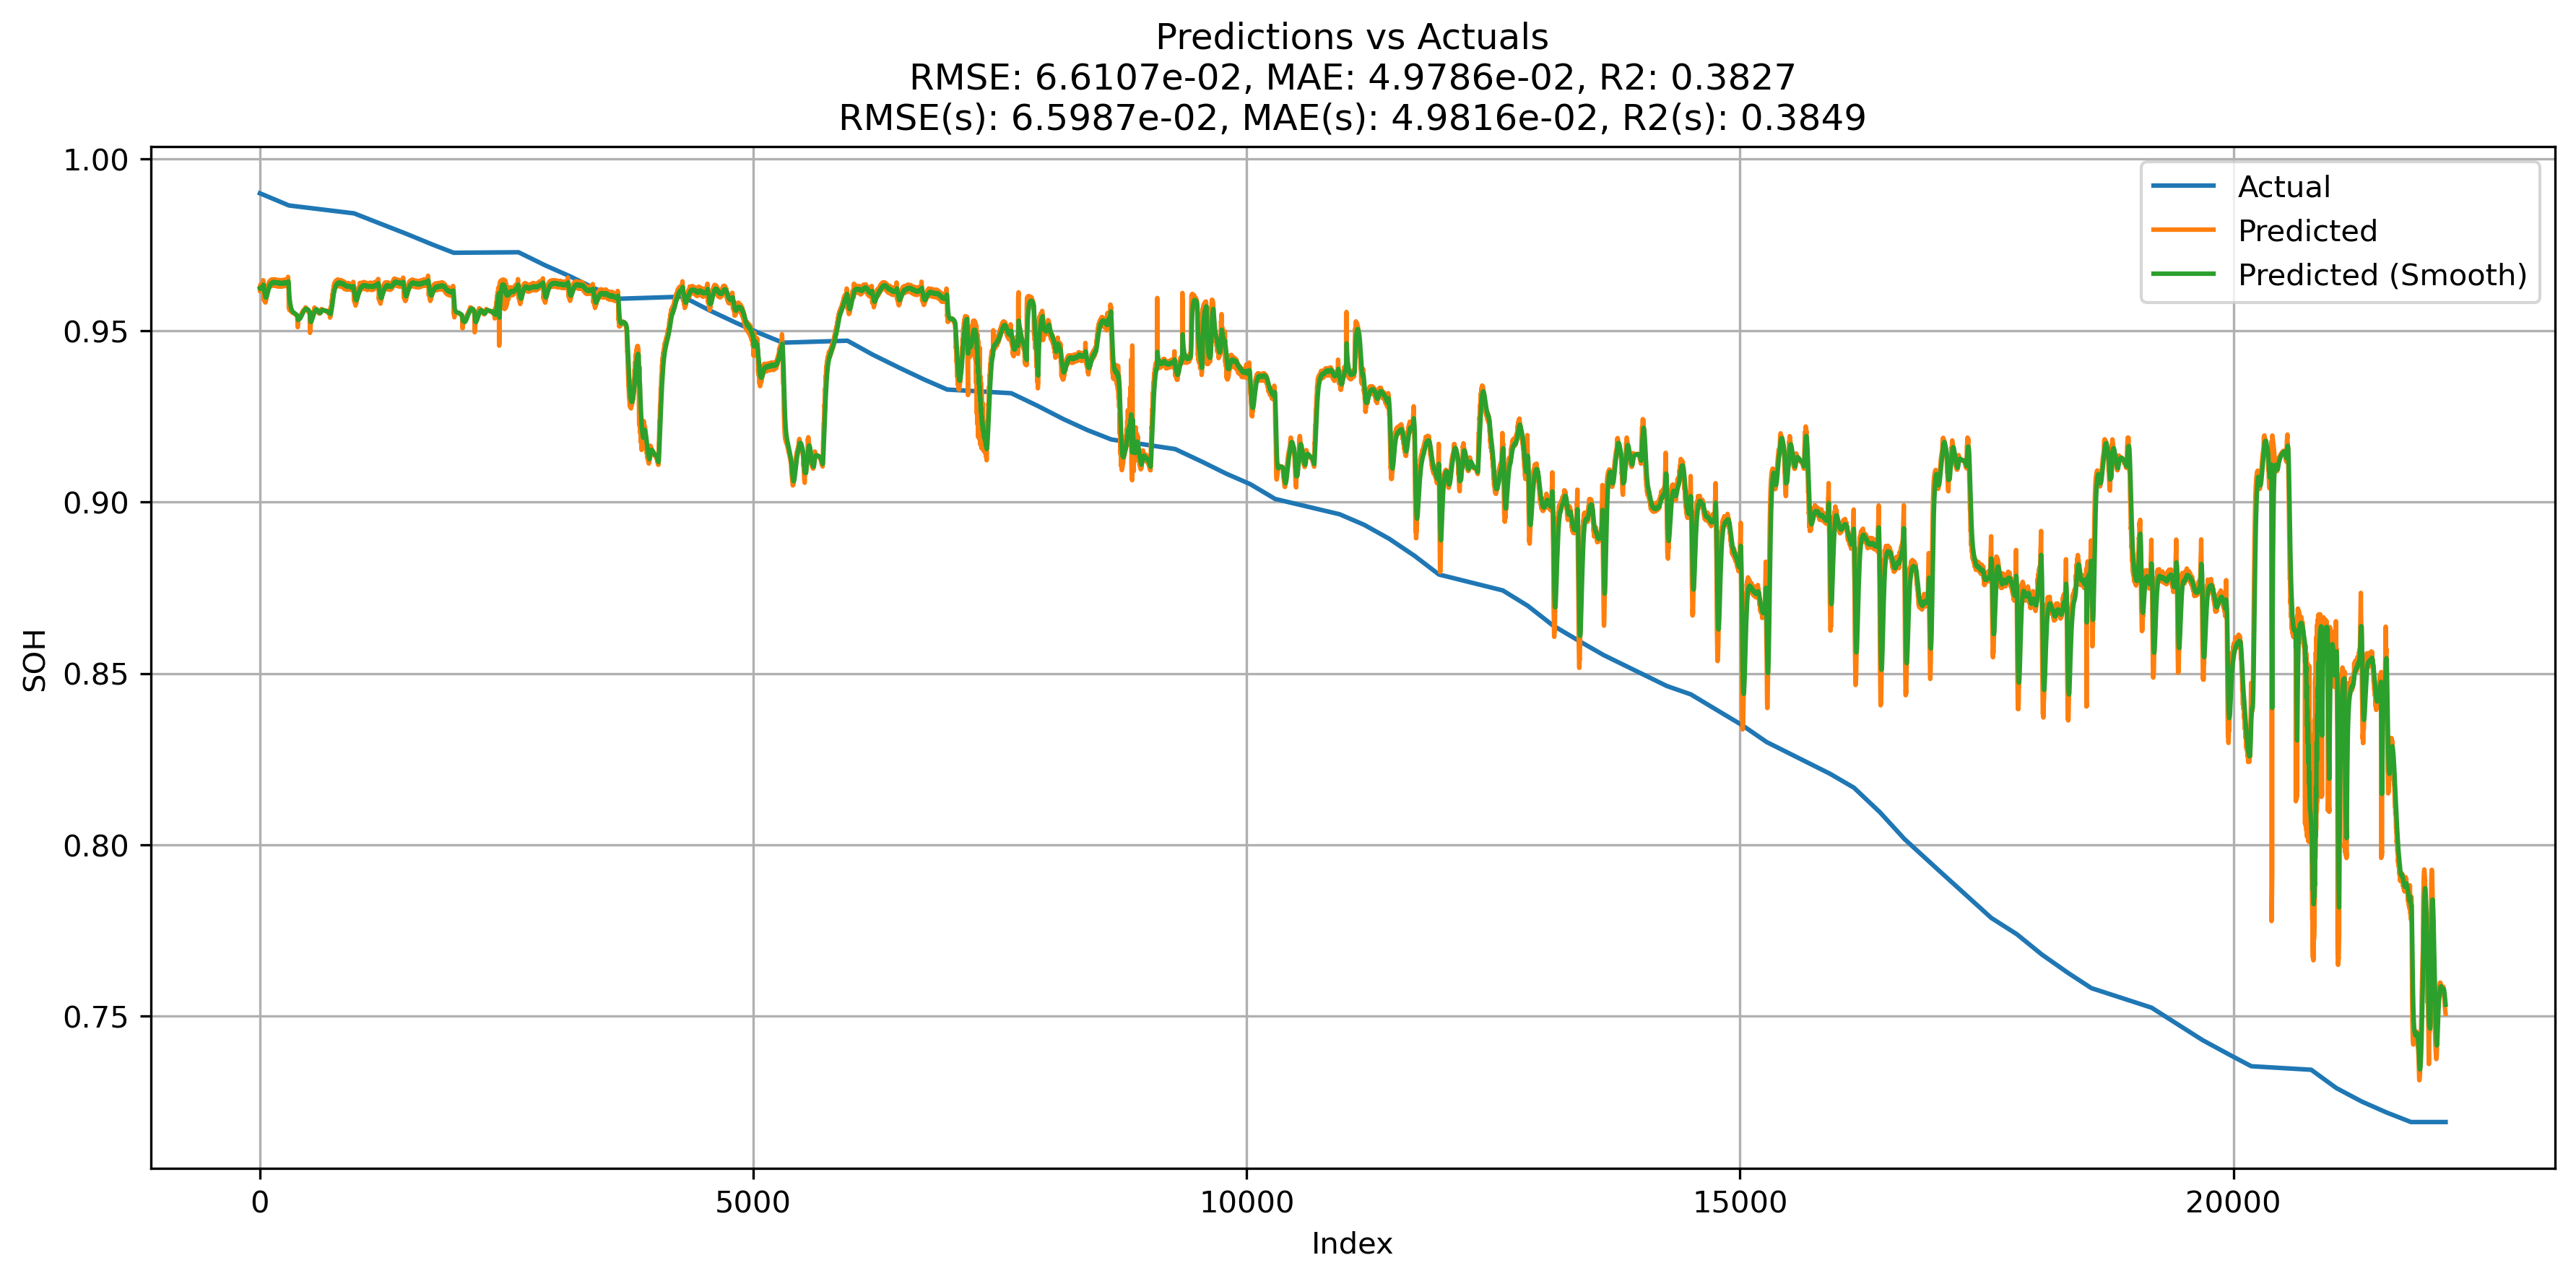 Predictions vs Actuals
RMSE: 6.6107e-02, MAE: 4.9786e-02, R2: 0.3827
RMSE(s): 6.5987e-02, MAE(s): 4.9816e-02, R2(s): 0.3849
1.00
0.95
0.90
0.85
0.80
0.75
SOH
Actual
Predicted
Predicted (Smooth)
0 5000 10000 15000 20000
Index